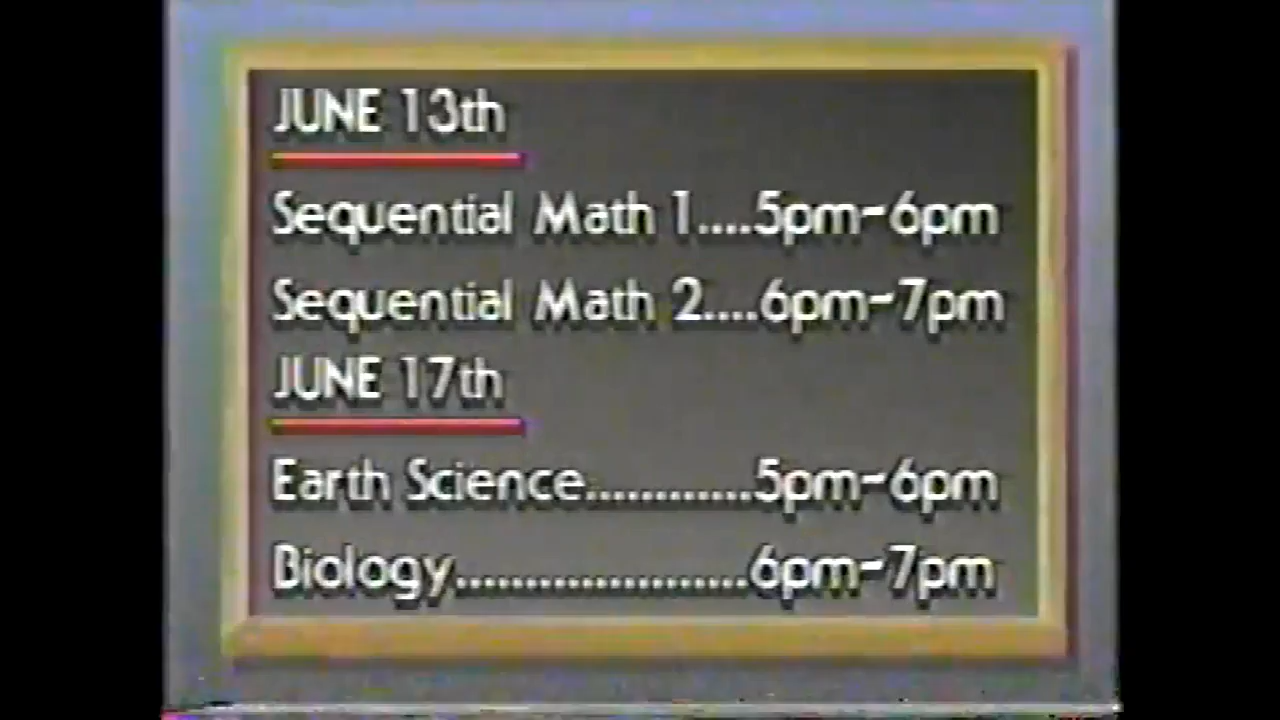 JUNE 13th
Sequential Math 1....5pm-6pm
Sequential Math 2....6pm-7pm
JUNE 17th
Earth Science............5pm-6pm
Biology.....................6pm-7pm